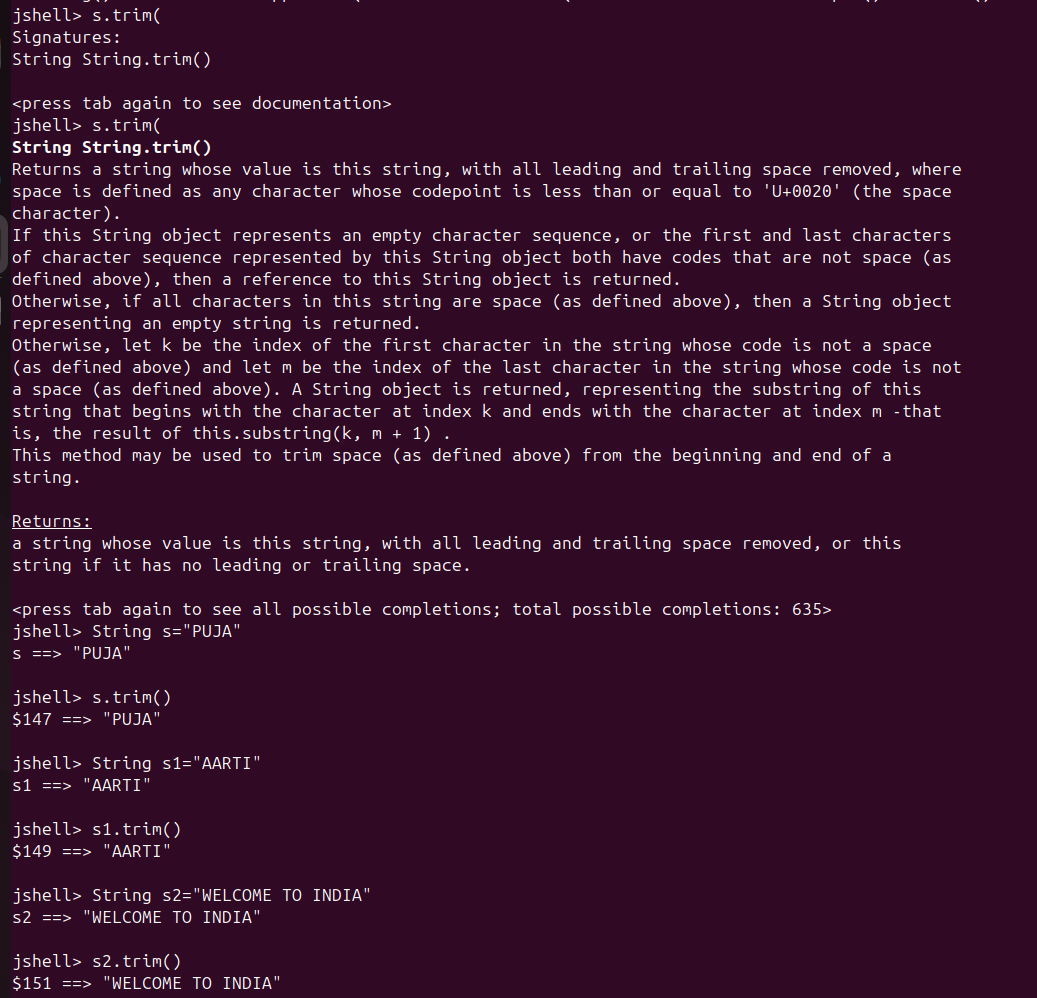 jshell> s.trim(
Signatures:
String String.trim()
<press tab again to see documentation>
jshell> s.trim(
String String.trim()
Returns a string whose value is this string, with all leading and trailing space removed, where
space is defined as any character whose codepoint is less than or equal to 'U+0020' (the space
character).
If this String object represents an empty character sequence, or the first and last characters
of character sequence represented by this String object both have codes that are not space (as
defined above), then a reference to this String object is returned.
Otherwise, if all characters in this string are space (as defined above), then a String object
representing an empty string is returned.
Otherwise, let k be the index of the first character in the string whose code is not a space
(as defined above) and let m be the index of the last character in the string whose code is not
a space (as defined above). A String object is returned, representing the substring of this
string that begins with the character at index k and ends with the character at index m -that
is, the result of this.substring(k, m + 1) .
This method may be used to trim space (as defined above) from the beginning and end of a
string.
Returns:
a string whose value is this string, with all leading and trailing space removed, or this
string if it has no leading or trailing space.
<press tab again to see all possible completions; total possible completions: 635>
jshell> String s="PUJA"
s ==> "PUJA"
jshell> s.trim()
$147 ==> "PUJA"
jshell> String s1="AARTI"
s1 ==> "AARTI"
jshell> s1.trim()
$149 ==> "AARTI"
jshell> String s2="WELCOME TO INDIA"
s2 ==> "WELCOME TO INDIA"
jshell> s2.trim()
$151 ==> "WELCOME TO INDIA"